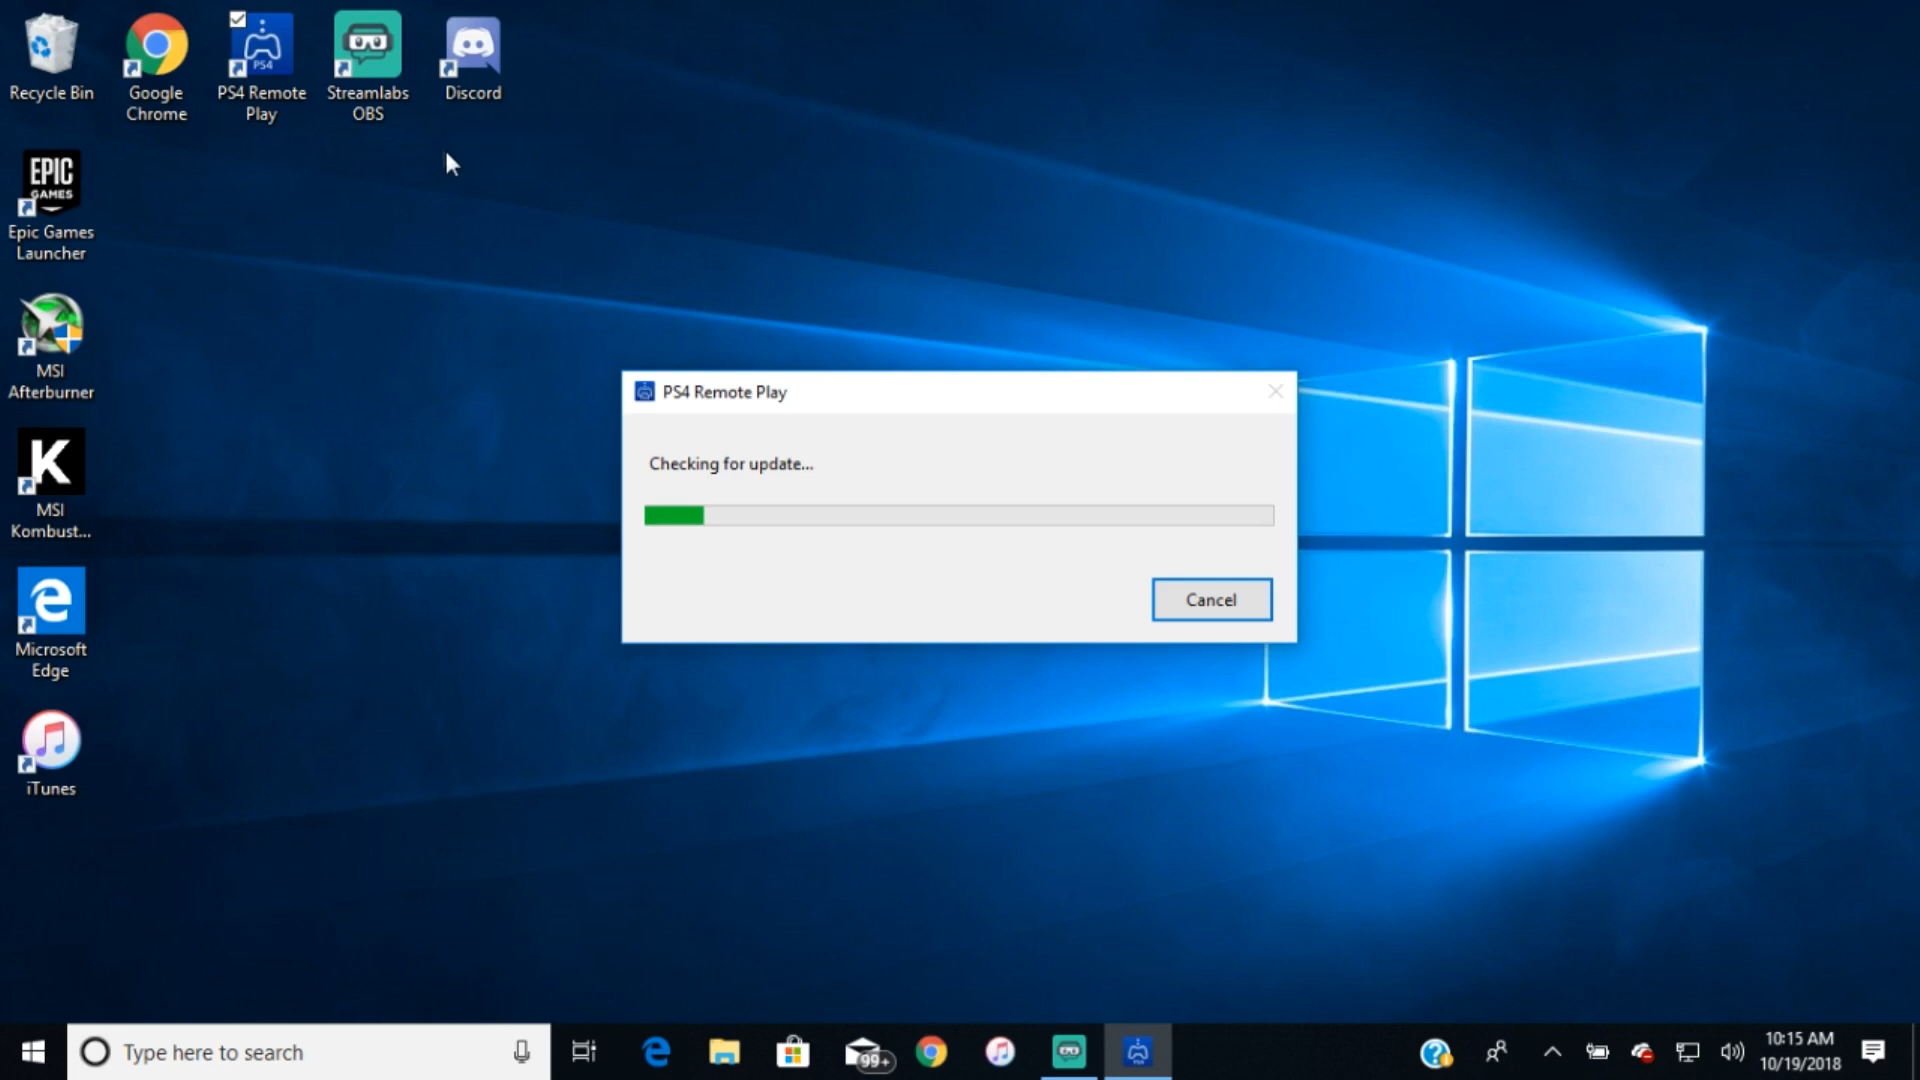 Recycle Bin
Google
Chrome
PS4
PS4 Remote
Play
Streamlabs
OBS
Discord
EPIC
GAMES
Epic Games
Launcher
MSI
Afterburner
K
MSI
Kombust...
Microsoft
Edge
iTunes
PS4 Remote Play
Checking for update...
Cancel
Type here to search
99+
10:15 AM
10/19/2018